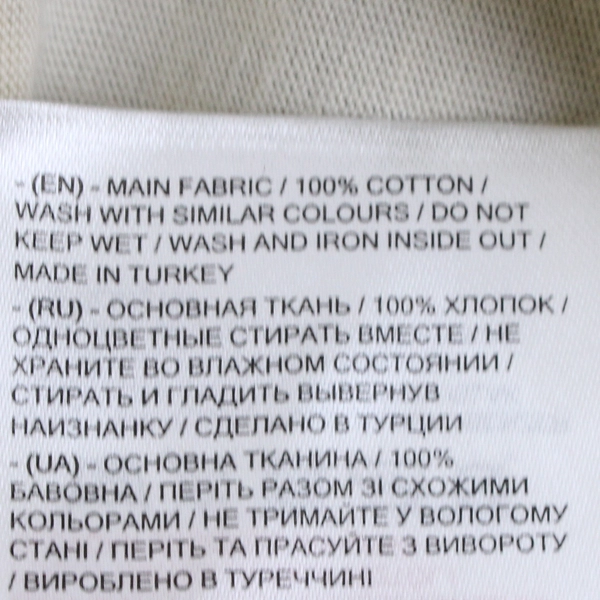 - (EN) - MAIN FABRIC / 100% COTTON /
WASH WITH SIMILAR COLOURS / DO NOT
KEEP WET / WASH AND IRON INSIDE OUT /
MADE IN TURKEY
- (RU) - ОСНОВНАЯ ТКАНЬ / 100% ХЛОПОК /
ОДНОЦВЕТНЫЕ СТИРАТЬ ВМЕСТЕ / НЕ
ХРАНИТЕ ВО ВЛАЖНОМ СОСТОЯНИИ /
СТИРАТЬ И ГЛАДИТЬ ВЫВЕРНУВ
НАИЗНАНКУ / СДЕЛАНО В ТУРЦИИ
- (UA) - ОСНОВНА ТКАНИНА / 100%
БАВОВНА / ПЕРІТЬ РАЗОМ ЗІ СХОЖИМИ
КОЛЬОРАМИ / НЕ ТРИМАЙТЕ У ВОЛОГОМУ
СТАНІ / ПЕРІТЬ ТА ПРАСУЙТЕ З ВИВОРОТУ
/ ВИРОБЛЕНО В ТУРЕЧЧИНІ